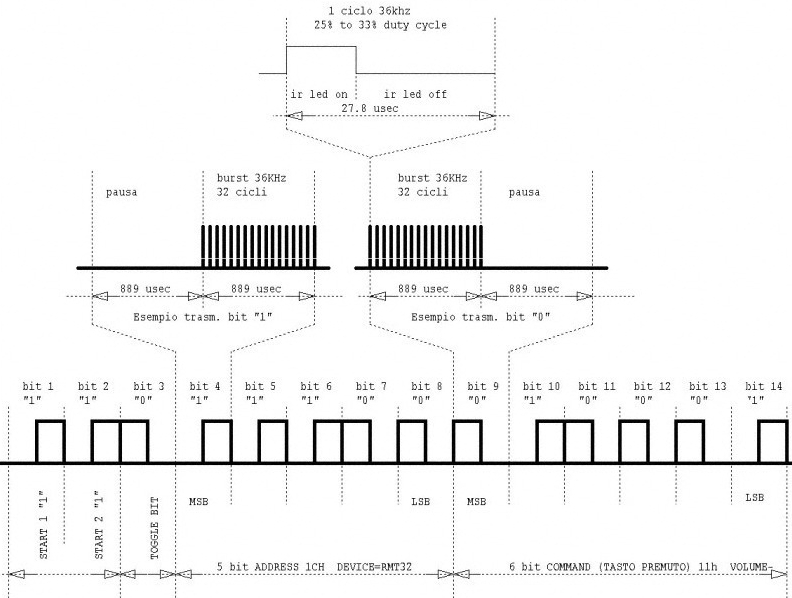 1 ciclo 36khz
25% to 33% duty cycle
ir led on ir led off
27.8 usec
pausa
burst 36KHz
32 cicli
burst 36KHz
32 cicli
pausa
889 usec 889 usec
889 usec 889 usec
Esempio trasm. bit "1"
Esempio trasm. bit "0"
bit 1 bit 2 bit 3 bit 4 bit 5 bit 6 bit 7 bit 8 bit 9 bit 10 bit 11 bit 12 bit 13 bit 14
"1" "1" "0" "1" "1" "1" "0" "0" "0" "1" "0" "0" "0" "1"
START 1 "1"
START 2 "1"
TOGGLE BIT
MSB LSB MSB LSB
5 bit ADDRESS 1CH DEVICE=RMT32
6 bit COMMAND (TASTO PREMUTO) 11h VOLUME-